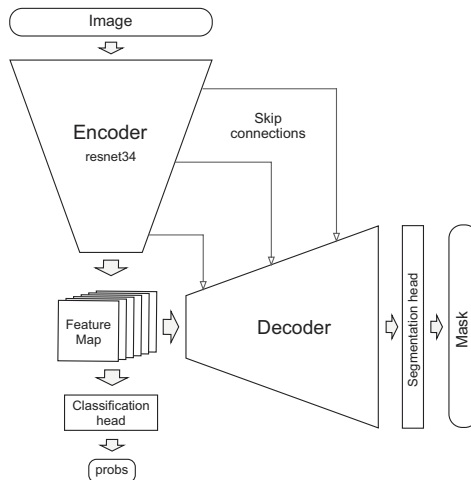 Image
Encoder
resnet34
Skip
connections
Feature
Map
Decoder
Segmentation head
Mask
Classification
head
probs